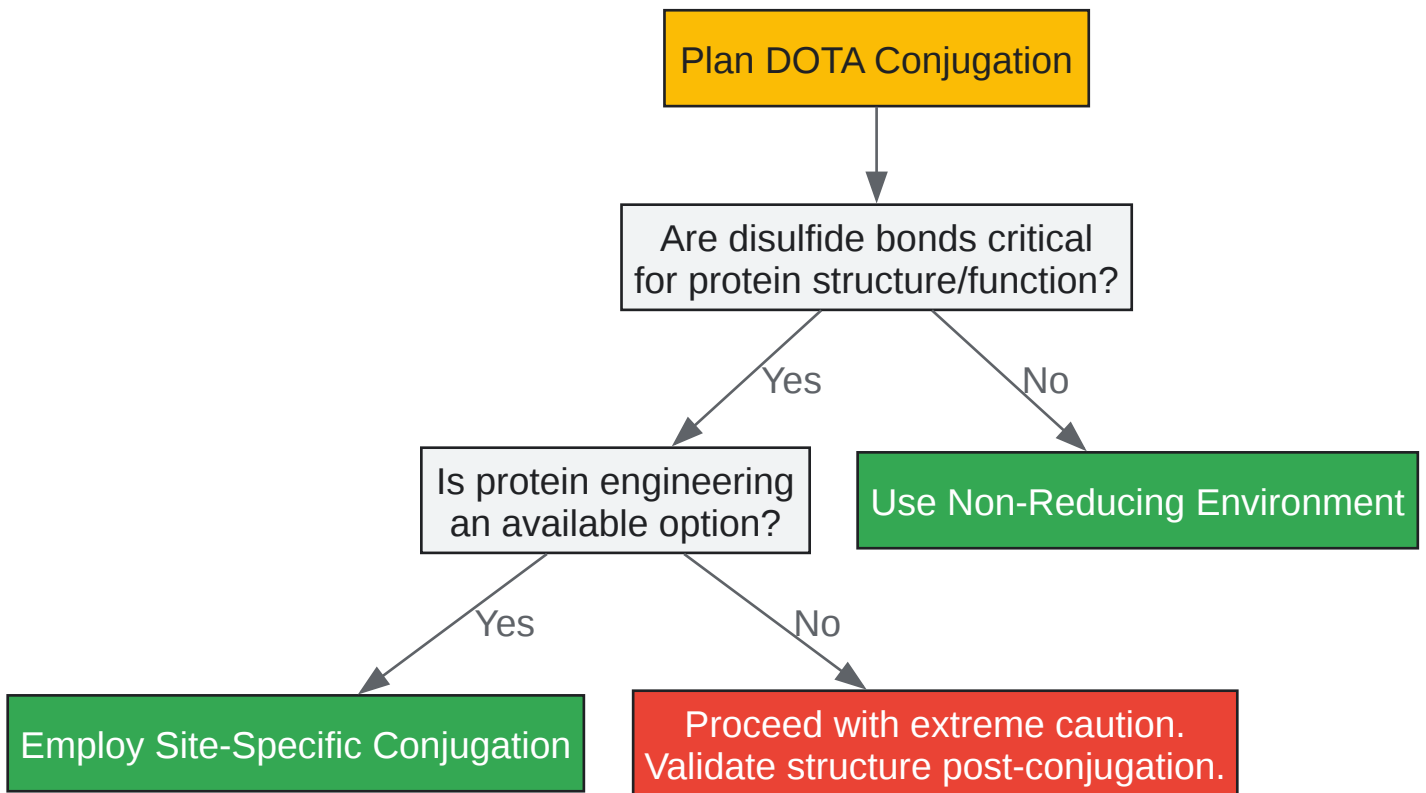 Plan DOTA Conjugation
Are disulfide bonds critical
for protein structure/function?
Yes
No
Is protein engineering
an available option?
Use Non-Reducing Environment
Yes
No
Employ Site-Specific Conjugation
Proceed with extreme caution.
Validate structure post-conjugation.